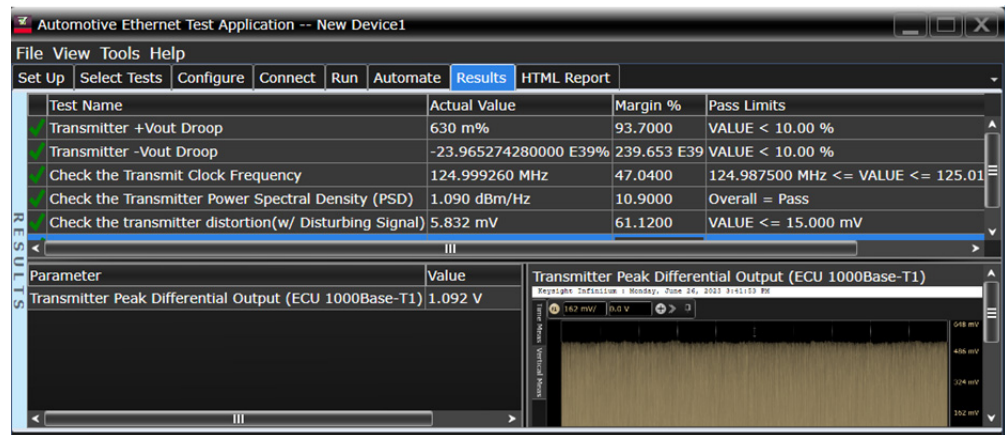 Automotive Ethernet Test Application -- New Device1
File View Tools Help
Set Up Select Tests Configure Connect Run Automate Results HTML Report
Test Name Actual Value Margin % Pass Limits
Transmitter +Vout Droop 630 m% 93.7000 VALUE < 10.00 %
Transmitter -Vout Droop -23.965274280000 E39% 239.653 E39 VALUE < 10.00 %
Check the Transmit Clock Frequency 124.999260 MHz 47.0400 124.987500 MHz <= VALUE <= 125.01
Check the Transmitter Power Spectral Density (PSD) 1.090 dBm/Hz 10.9000 Overall = Pass
Check the transmitter distortion(w/ Disturbing Signal) 5.832 mV 61.1200 VALUE <= 15.000 mV
RESULTS
Parameter Value
Transmitter Peak Differential Output (ECU 1000Base-T1) 1.092 V
Transmitter Peak Differential Output (ECU 1000Base-T1)
Keysight Infiniium : Monday, June 26, 2023 3:41:53 PM
162 mV/ 0.0 V
Time Meas
Vertical Meas
648 mV
486 mV
324 mV
162 mV